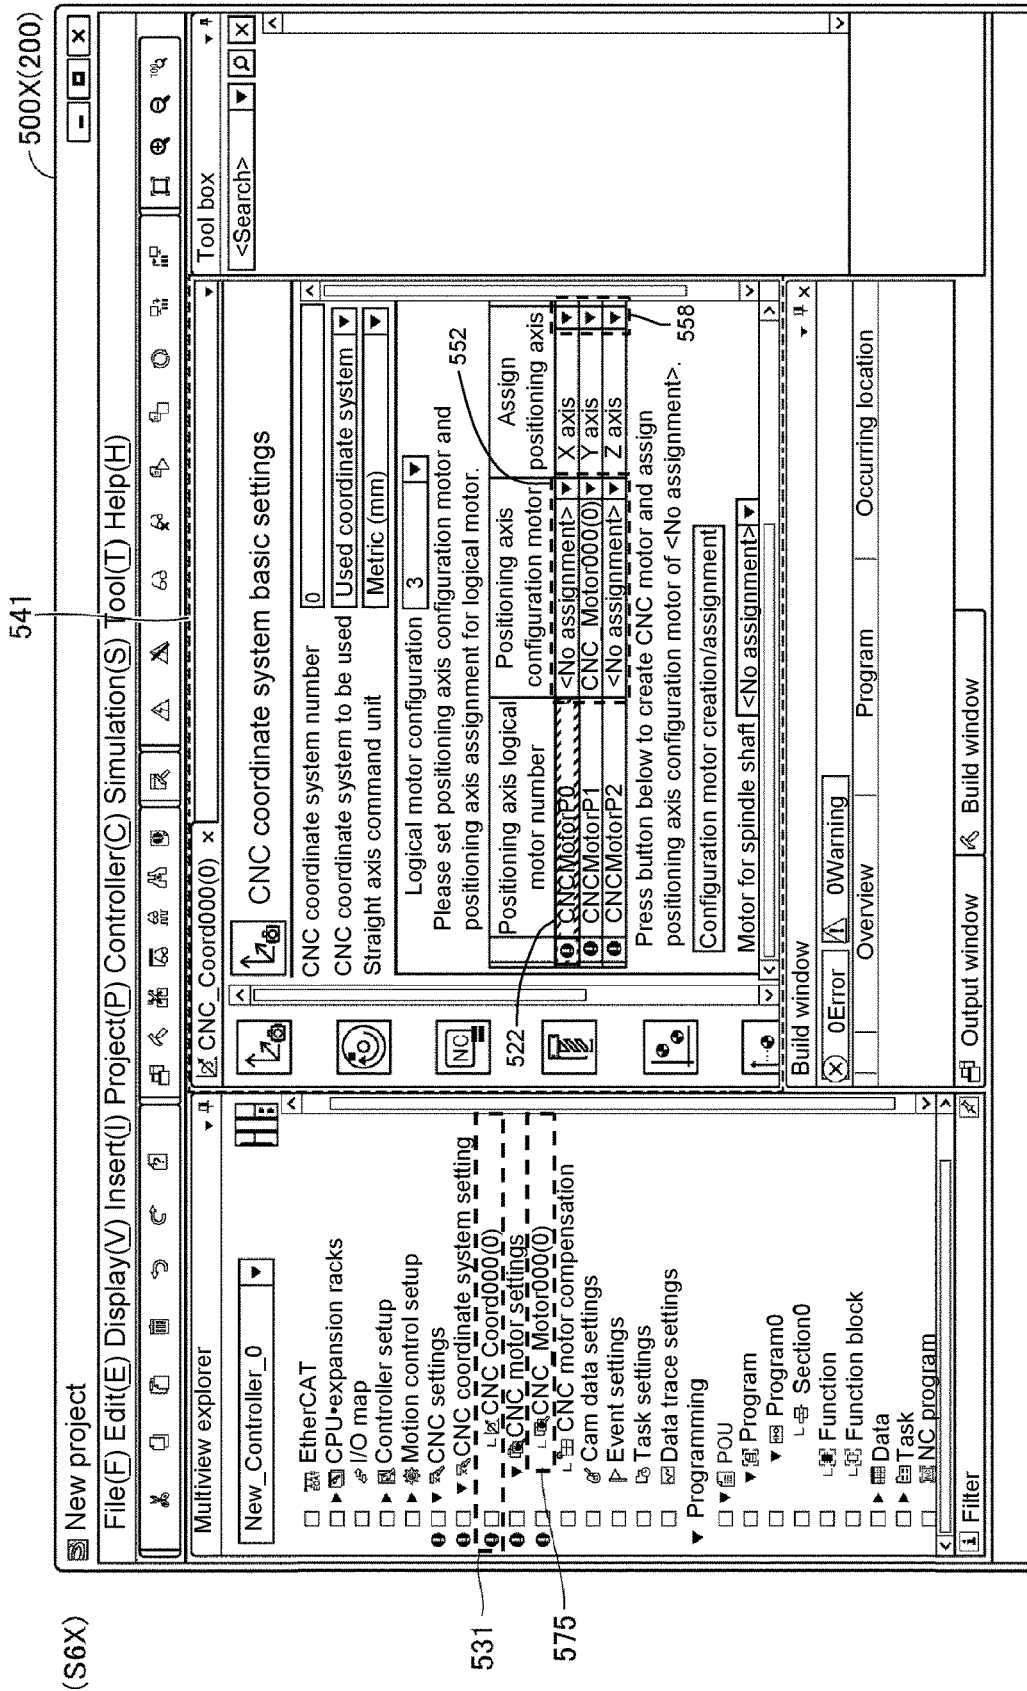 (S6X)
500X(200)
New project
File(F) Edit(E) Display(V) Insert(I) Project(P) Controller(C) Simulation(S) Tool(T) Help(H)
541
Multiview explorer
New_Controller_0
EtherCAT
CPU•expansion racks
I/O map
Controller setup
Motion control setup
CNC settings
CNC coordinate system setting
CNC Coord000(0)
CNC motor settings
CNC Motor000(0)
CNC motor compensation
Cam data settings
Event settings
Task settings
Data trace settings
Programming
POU
Program
Program0
Section0
Function
Function block
Data
Task
NC program
Filter
531
575
CNC_Coord000(0) ×
NC
CNC coordinate system basic settings
CNC coordinate system number 0
CNC coordinate system to be used Used coordinate system
Straight axis command unit Metric (mm)
Logical motor configuration 3
Please set positioning axis configuration motor and
positioning axis assignment for logical motor.
552
Positioning axis logical motor number
Positioning axis configuration motor
Assign positioning axis
CNCMotorP0 <No assignment> X axis
CNCMotorP1 CNC Motor000(0) Y axis
CNCMotorP2 <No assignment> Z axis
522
558
Press button below to create CNC motor and assign
positioning axis configuration motor of <No assignment>.
Configuration motor creation/assignment
Motor for spindle shaft <No assignment>
Build window
0Error 0Warning
Overview Program Occurring location
Output window Build window
Tool box
<Search>